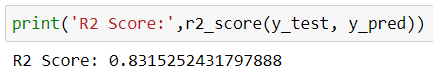 print('R2 Score:',r2_score(y_test, y_pred))
R2 Score: 0.8315252431797888